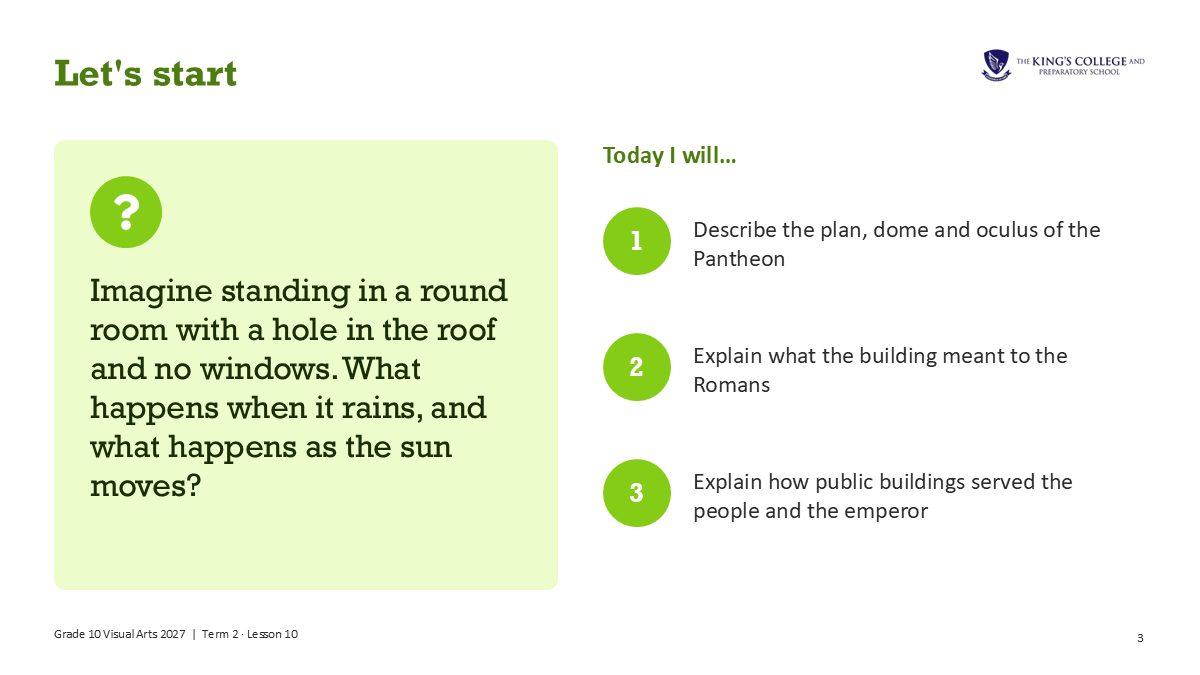 Let's start
THE KING'S COLLEGE AND
PREPARATORY SCHOOL
?
Imagine standing in a round
room with a hole in the roof
and no windows. What
happens when it rains, and
what happens as the sun
moves?
Today I will...
1
Describe the plan, dome and oculus of the
Pantheon
2
Explain what the building meant to the
Romans
3
Explain how public buildings served the
people and the emperor
Grade 10 Visual Arts 2027 | Term 2 · Lesson 10
3